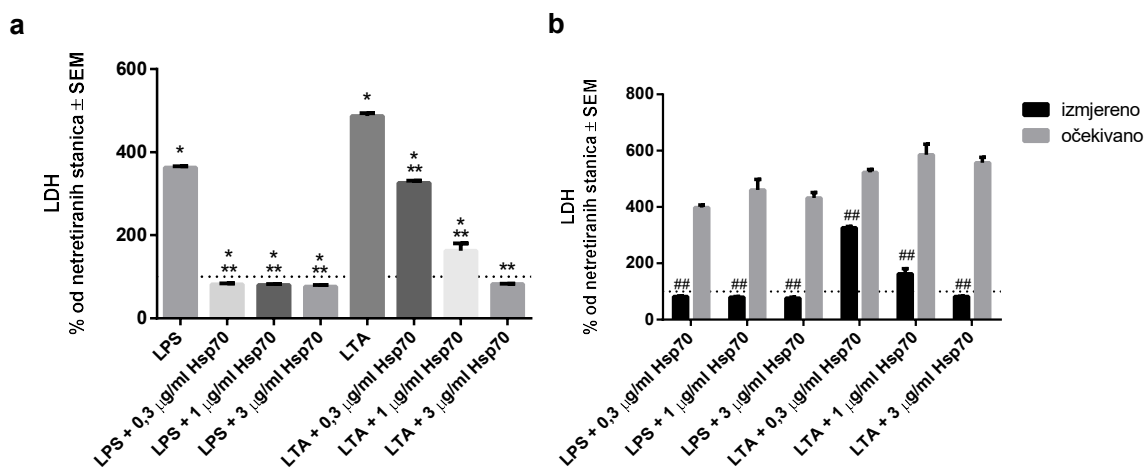 a
LDH
% od netretiranih stanica ± SEM
600
400
200
0
*
*
**
*
**
*
**
*
*
**
*
**
**
LPS
LPS + 0,3 µg/ml Hsp70
LPS + 1 µg/ml Hsp70
LPS + 3 µg/ml Hsp70
LTA
LTA + 0,3 µg/ml Hsp70
LTA + 1 µg/ml Hsp70
LTA + 3 µg/ml Hsp70
b
LDH
% od netretiranih stanica ± SEM
800
600
400
200
0
##
##
##
##
##
##
LPS + 0,3 µg/ml Hsp70
LPS + 1 µg/ml Hsp70
LPS + 3 µg/ml Hsp70
LTA + 0,3 µg/ml Hsp70
LTA + 1 µg/ml Hsp70
LTA + 3 µg/ml Hsp70
izmjereno
očekivano